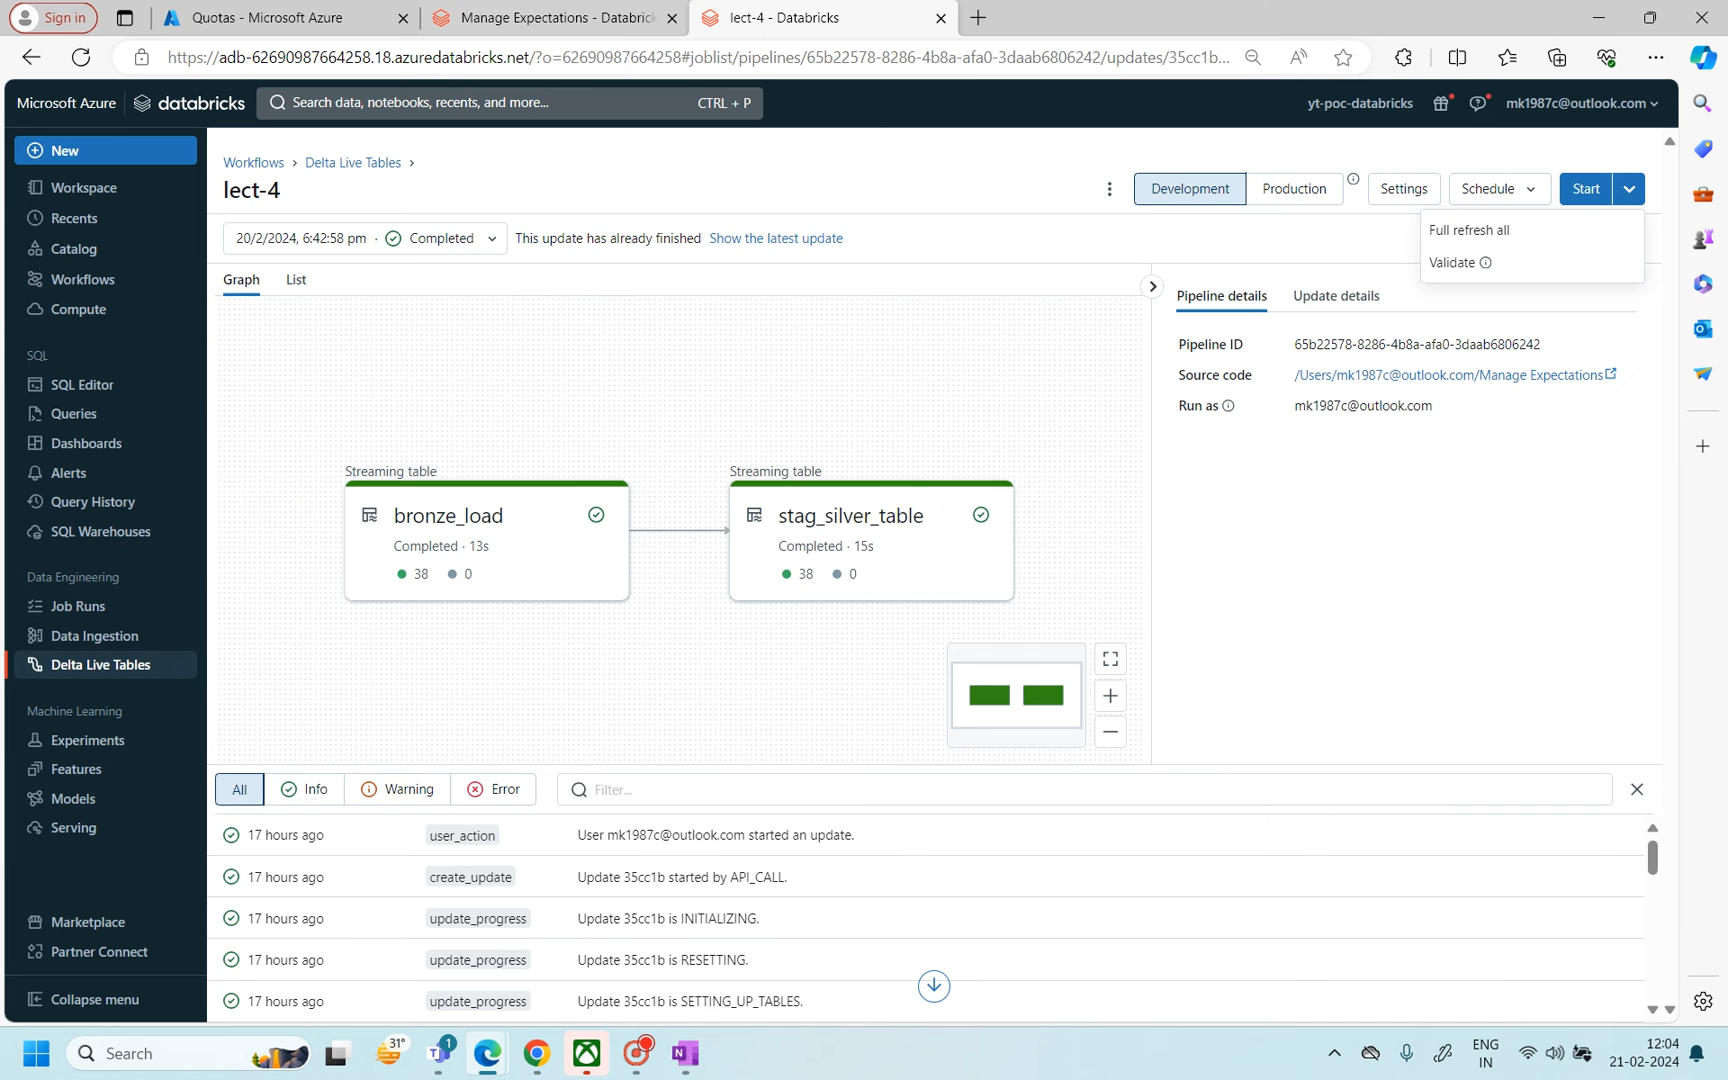 Sign in
Quotas - Microsoft Azure
Manage Expectations - Databrick
lect-4 - Databricks
https://adb-62690987664258.18.azuredatabricks.net/?o=62690987664258#joblist/pipelines/65b22578-8286-4b8a-afa0-3daab6806242/updates/35cc1b...
Microsoft Azure
databricks
Search data, notebooks, recents, and more...
CTRL + P
yt-poc-databricks
mk1987c@outlook.com
New
Workspace
Recents
Catalog
Workflows
Compute
SQL
SQL Editor
Queries
Dashboards
Alerts
Query History
SQL Warehouses
Data Engineering
Job Runs
Data Ingestion
Delta Live Tables
Machine Learning
Experiments
Features
Models
Serving
Marketplace
Partner Connect
Collapse menu
Workflows › Delta Live Tables ›
lect-4
Development
Production
Settings
Schedule
Start
Full refresh all
Validate
20/2/2024, 6:42:58 pm · Completed
This update has already finished Show the latest update
Graph
List
Streaming table
bronze_load
Completed · 13s
38 0
Streaming table
stag_silver_table
Completed · 15s
38 0
Pipeline details
Update details
Pipeline ID 65b22578-8286-4b8a-afa0-3daab6806242
Source code /Users/mk1987c@outlook.com/Manage Expectations
Run as mk1987c@outlook.com
All
Info
Warning
Error
Filter...
17 hours ago user_action User mk1987c@outlook.com started an update.
17 hours ago create_update Update 35cc1b started by API_CALL.
17 hours ago update_progress Update 35cc1b is INITIALIZING.
17 hours ago update_progress Update 35cc1b is RESETTING.
17 hours ago update_progress Update 35cc1b is SETTING_UP_TABLES.
Search
31°
1
ENG
IN
12:04
21-02-2024